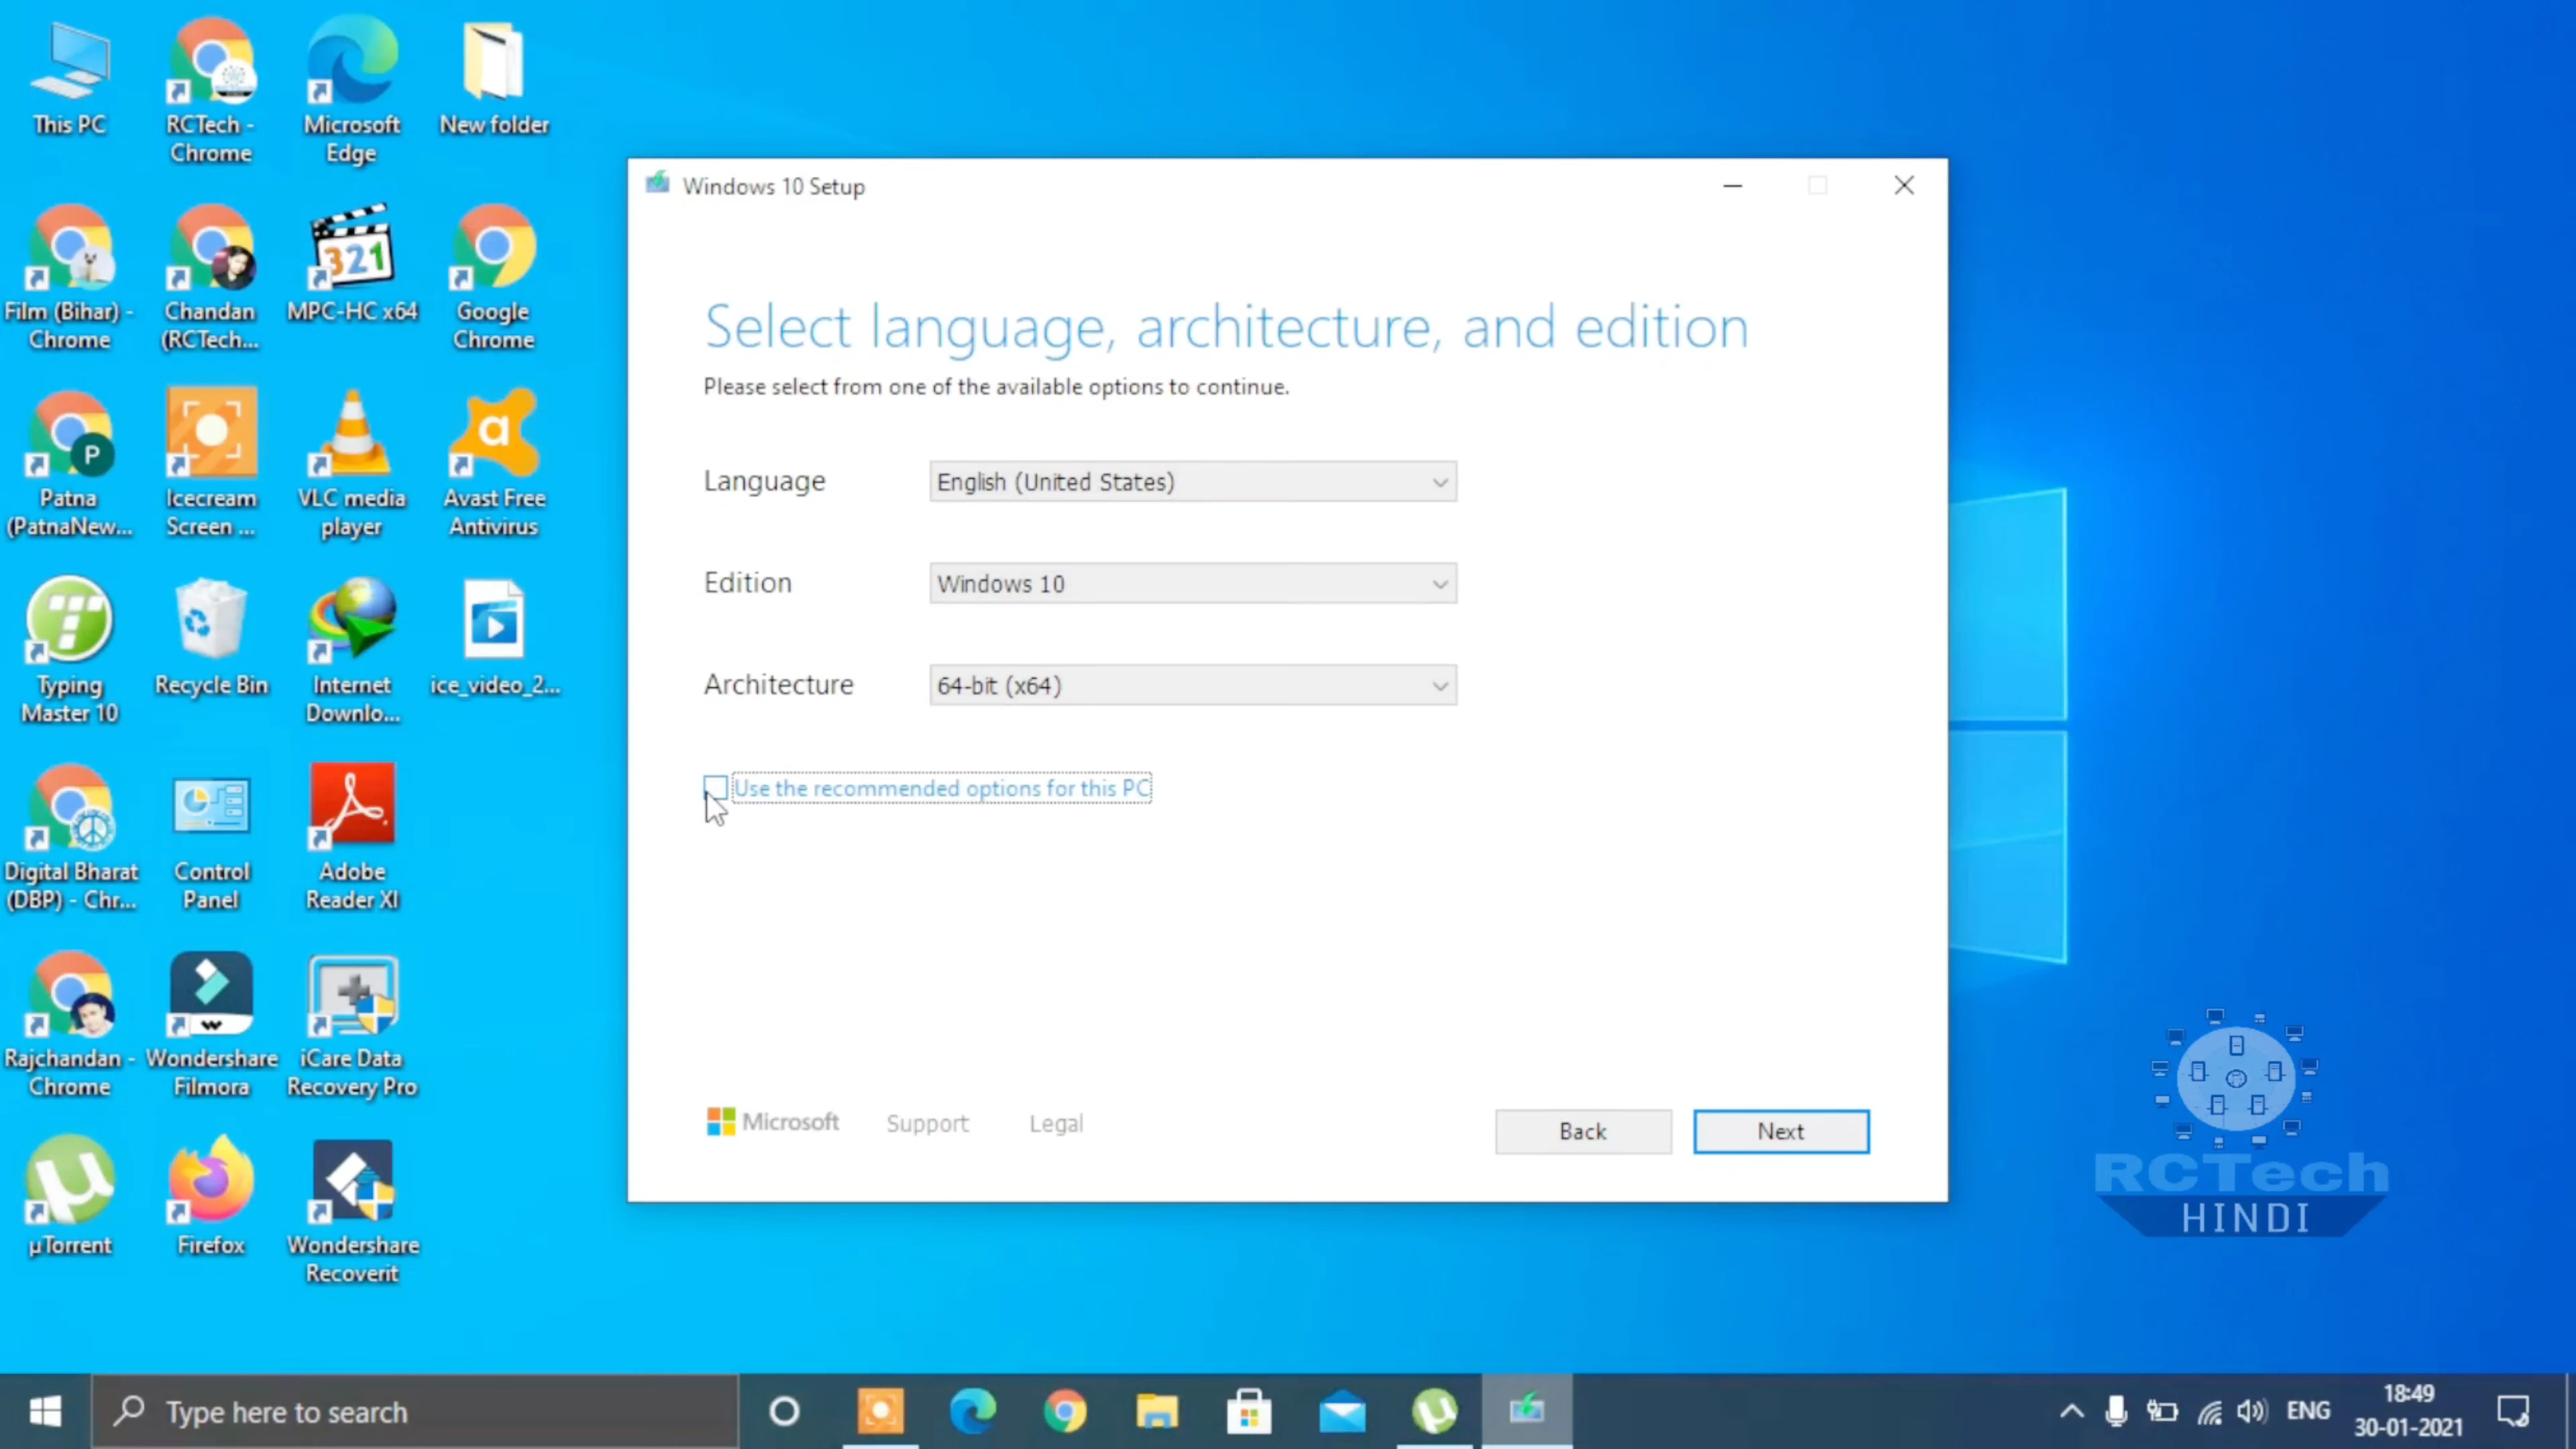 This PC
RCTech -
Chrome
Microsoft
Edge
New folder
Film (Bihar) -
Chrome
Chandan
(RCTech...
321
MPC-HC x64
Google
Chrome
P
Patna
(PatnaNew...
Icecream
Screen ...
VLC media
player
a
Avast Free
Antivirus
Typing
Master 10
Recycle Bin
Internet
Downlo...
ice_video_2...
Digital Bharat
(DBP) - Chr...
Control
Panel
Adobe
Reader XI
Rajchandan -
Chrome
Wondershare
Filmora
iCare Data
Recovery Pro
µTorrent
Firefox
Wondershare
Recoverit
Windows 10 Setup
Select language, architecture, and edition
Please select from one of the available options to continue.
Language
English (United States)
Edition
Windows 10
Architecture
64-bit (x64)
Use the recommended options for this PC
Microsoft
Support
Legal
Back
Next
RCTech
HINDI
Type here to search
ENG
18:49
30-01-2021